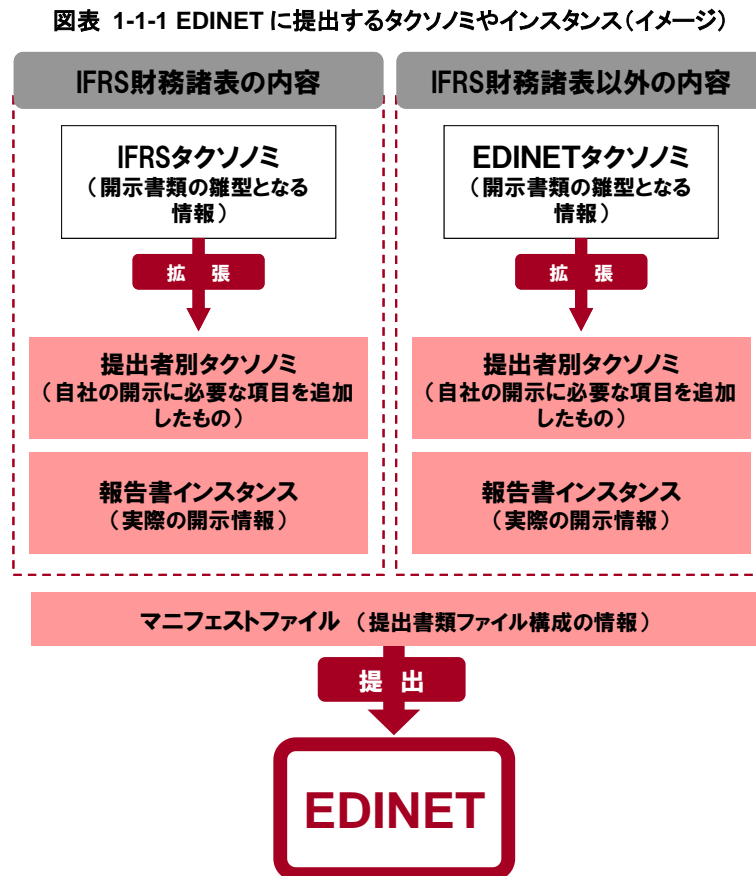 図表 1-1-1 EDINET に提出するタクソノミやインスタンス（イメージ）
IFRS財務諸表の内容
IFRSタクソノミ
（開示書類の雛型となる
情報）
拡　張
提出者別タクソノミ
（自社の開示に必要な項目を追加
したもの）
報告書インスタンス
（実際の開示情報）
IFRS財務諸表以外の内容
EDINETタクソノミ
（開示書類の雛型となる
情報）
拡　張
提出者別タクソノミ
（自社の開示に必要な項目を追加
したもの）
報告書インスタンス
（実際の開示情報）
マニフェストファイル （提出書類ファイル構成の情報）
提　出
EDINET